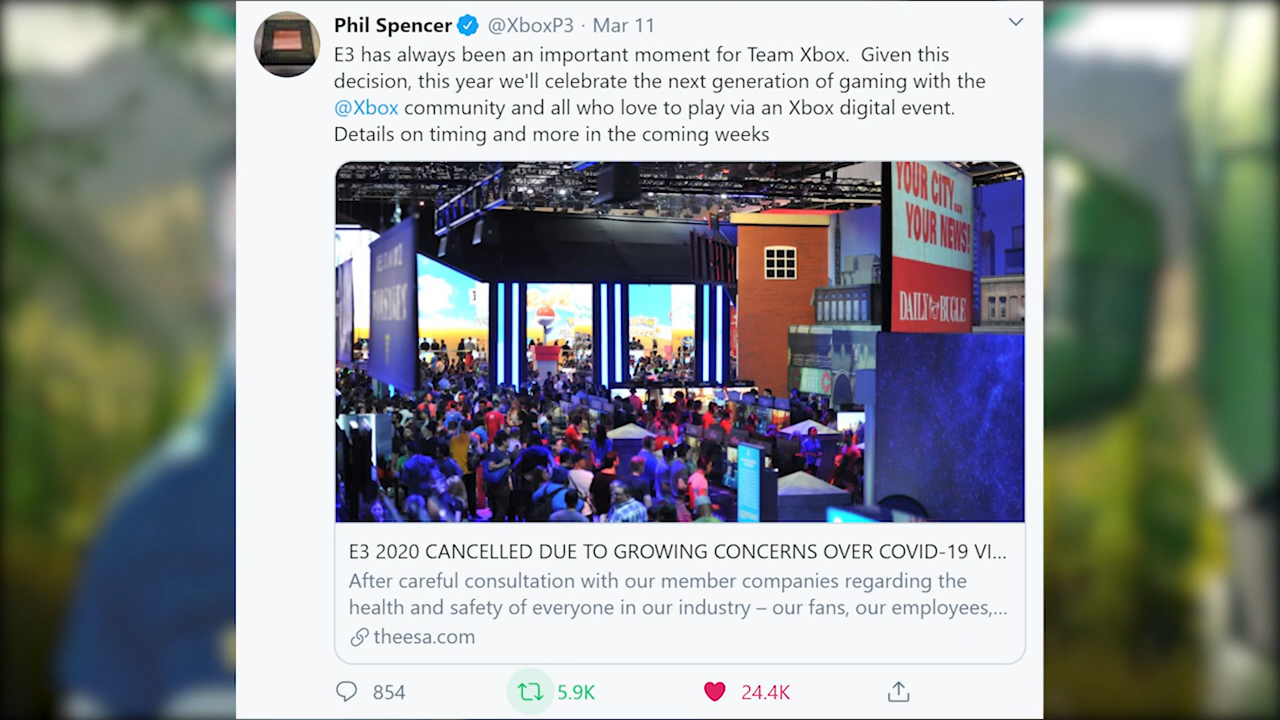 Phil Spencer @XboxP3 · Mar 11
E3 has always been an important moment for Team Xbox. Given this
decision, this year we'll celebrate the next generation of gaming with the
@Xbox community and all who love to play via an Xbox digital event.
Details on timing and more in the coming weeks
YOUR CITY...
YOUR NEWS!
DAILY BUGLE
E3 2020 CANCELLED DUE TO GROWING CONCERNS OVER COVID-19 VI...
After careful consultation with our member companies regarding the
health and safety of everyone in our industry – our fans, our employees,...
theesa.com
854 5.9K 24.4K